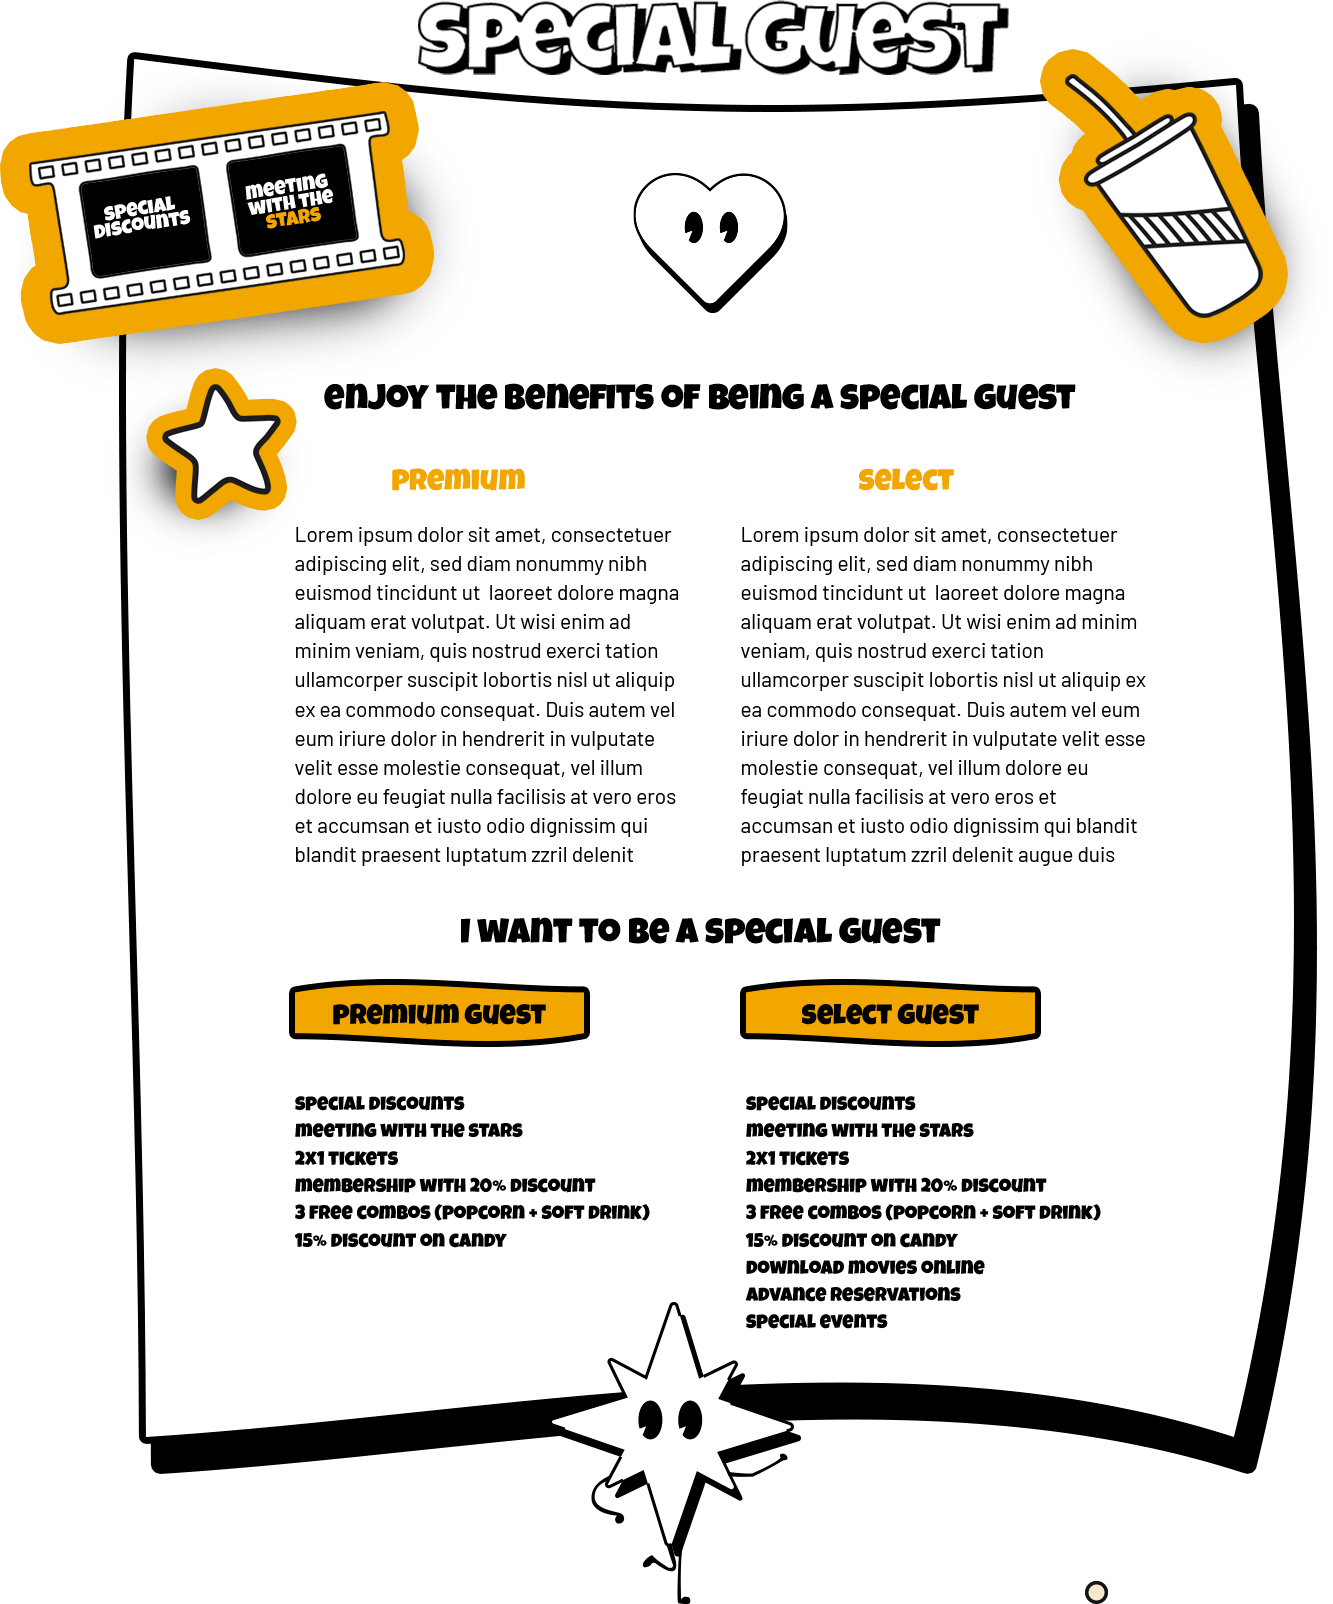 SPECIAL GUEST
SPECIAL
DISCOUNTS
MEETING
WITH THE
STARS
ENJOY THE BENEFITS OF BEING A SPECIAL GUEST
PREMIUM
Lorem ipsum dolor sit amet, consectetuer
adipiscing elit, sed diam nonummy nibh
euismod tincidunt ut laoreet dolore magna
aliquam erat volutpat. Ut wisi enim ad
minim veniam, quis nostrud exerci tation
ullamcorper suscipit lobortis nisl ut aliquip
ex ea commodo consequat. Duis autem vel
eum iriure dolor in hendrerit in vulputate
velit esse molestie consequat, vel illum
dolore eu feugiat nulla facilisis at vero eros
et accumsan et iusto odio dignissim qui
blandit praesent luptatum zzril delenit
SELECT
Lorem ipsum dolor sit amet, consectetuer
adipiscing elit, sed diam nonummy nibh
euismod tincidunt ut laoreet dolore magna
aliquam erat volutpat. Ut wisi enim ad minim
veniam, quis nostrud exerci tation
ullamcorper suscipit lobortis nisl ut aliquip ex
ea commodo consequat. Duis autem vel eum
iriure dolor in hendrerit in vulputate velit esse
molestie consequat, vel illum dolore eu
feugiat nulla facilisis at vero eros et
accumsan et iusto odio dignissim qui blandit
praesent luptatum zzril delenit augue duis
I WANT TO BE A SPECIAL GUEST
PREMIUM GUEST
SPECIAL DISCOUNTS
MEETING WITH THE STARS
2X1 TICKETS
MEMBERSHIP WITH 20% DISCOUNT
3 FREE COMBOS (POPCORN + SOFT DRINK)
15% DISCOUNT ON CANDY
SELECT GUEST
SPECIAL DISCOUNTS
MEETING WITH THE STARS
2X1 TICKETS
MEMBERSHIP WITH 20% DISCOUNT
3 FREE COMBOS (POPCORN + SOFT DRINK)
15% DISCOUNT ON CANDY
DOWNLOAD MOVIES ONLINE
ADVANCE RESERVATIONS
SPECIAL EVENTS